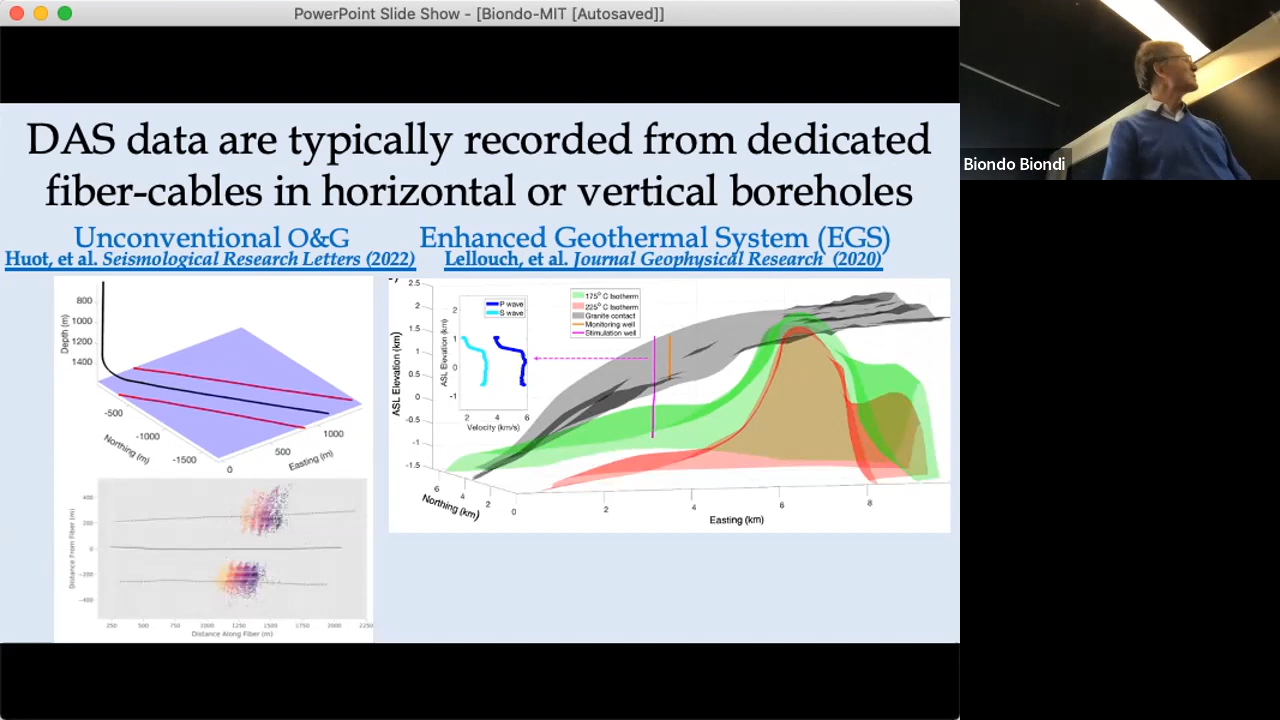 PowerPoint Slide Show - [Biondo-MIT [Autosaved]]
Biondo Biondi
DAS data are typically recorded from dedicated
fiber-cables in horizontal or vertical boreholes
Unconventional O&G
Huot, et al. Seismological Research Letters (2022)
Enhanced Geothermal System (EGS)
Lellouch, et al. Journal Geophysical Research (2020)
800
1000
1200
1400
Depth (m)
-500
-1000
-1500
Northing (m)
0
500
1000
Easting (m)
400
200
0
-200
-400
Distance From Fiber (m)
250
500
750
1000
1250
1500
1750
2000
2250
Distance Along Fiber (m)
2.5
2
1.5
1
0.5
0
-0.5
-1
-1.5
ASL Elevation (km)
P wave
S wave
2
1
0
-1
ASL Elevation (km)
2
4
6
Velocity (km/s)
175° C Isotherm
225° C Isotherm
Granite contact
Monitoring well
Stimulation well
6
4
2
Northing (km)
0
2
4
6
8
Easting (km)